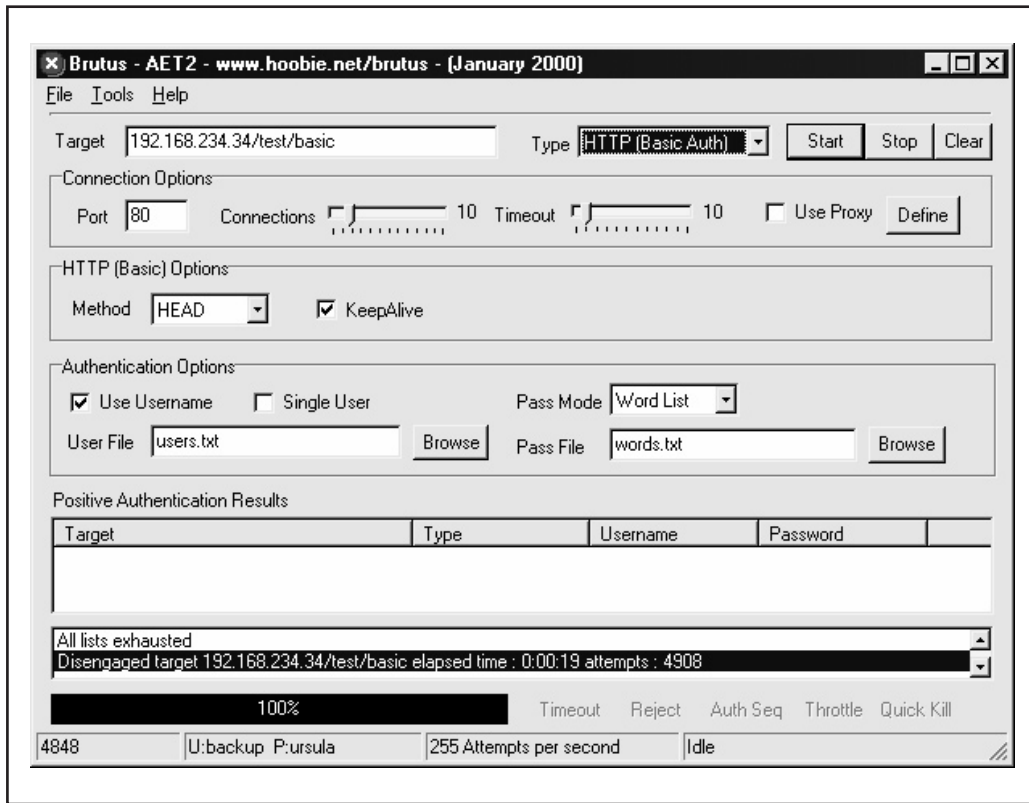 Brutus - AET2 - www.hoobie.net/brutus - (January 2000)
File Tools Help
Target 192.168.234.34/test/basic Type HTTP (Basic Auth) Start Stop Clear
Connection Options
Port 80 Connections 10 Timeout 10 Use Proxy Define
HTTP (Basic) Options
Method HEAD KeepAlive
Authentication Options
Use Username Single User Pass Mode Word List
User File users.txt Browse Pass File words.txt Browse
Positive Authentication Results
Target Type Username Password
All lists exhausted
Disengaged target 192.168.234.34/test/basic elapsed time : 0:00:19 attempts : 4908
100% Timeout Reject Auth Seq Throttle Quick Kill
4848 U:backup P:ursula 255 Attempts per second Idle